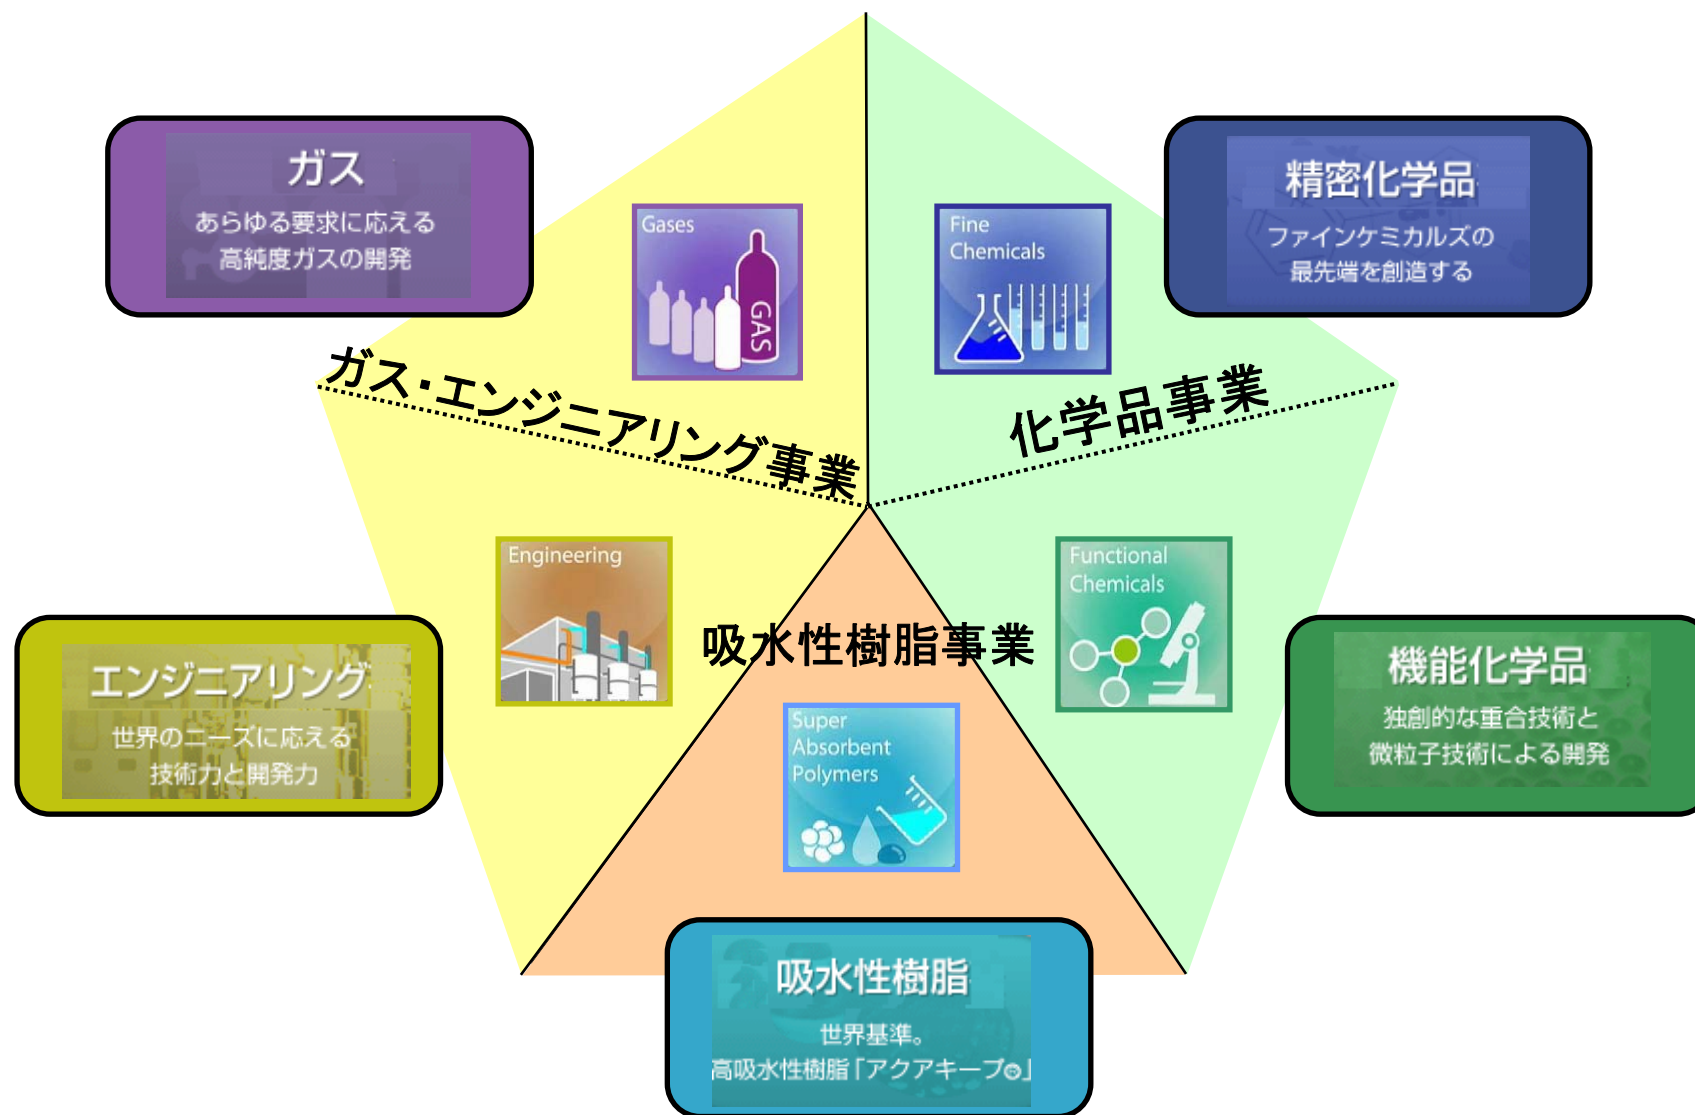 ガス
あらゆる要求に応える
高純度ガスの開発
Gases
GAS
Fine
Chemicals
精密化学品
ファインケミカルズの
最先端を創造する
ガス・エンジニアリング事業
化学品事業
Engineering
エンジニアリング
世界のニーズに応える
技術力と開発力
吸水性樹脂事業
Functional
Chemicals
機能化学品
独創的な重合技術と
微粒子技術による開発
Super
Absorbent
Polymers
吸水性樹脂
世界基準。
高吸水性樹脂「アクアキープ®」